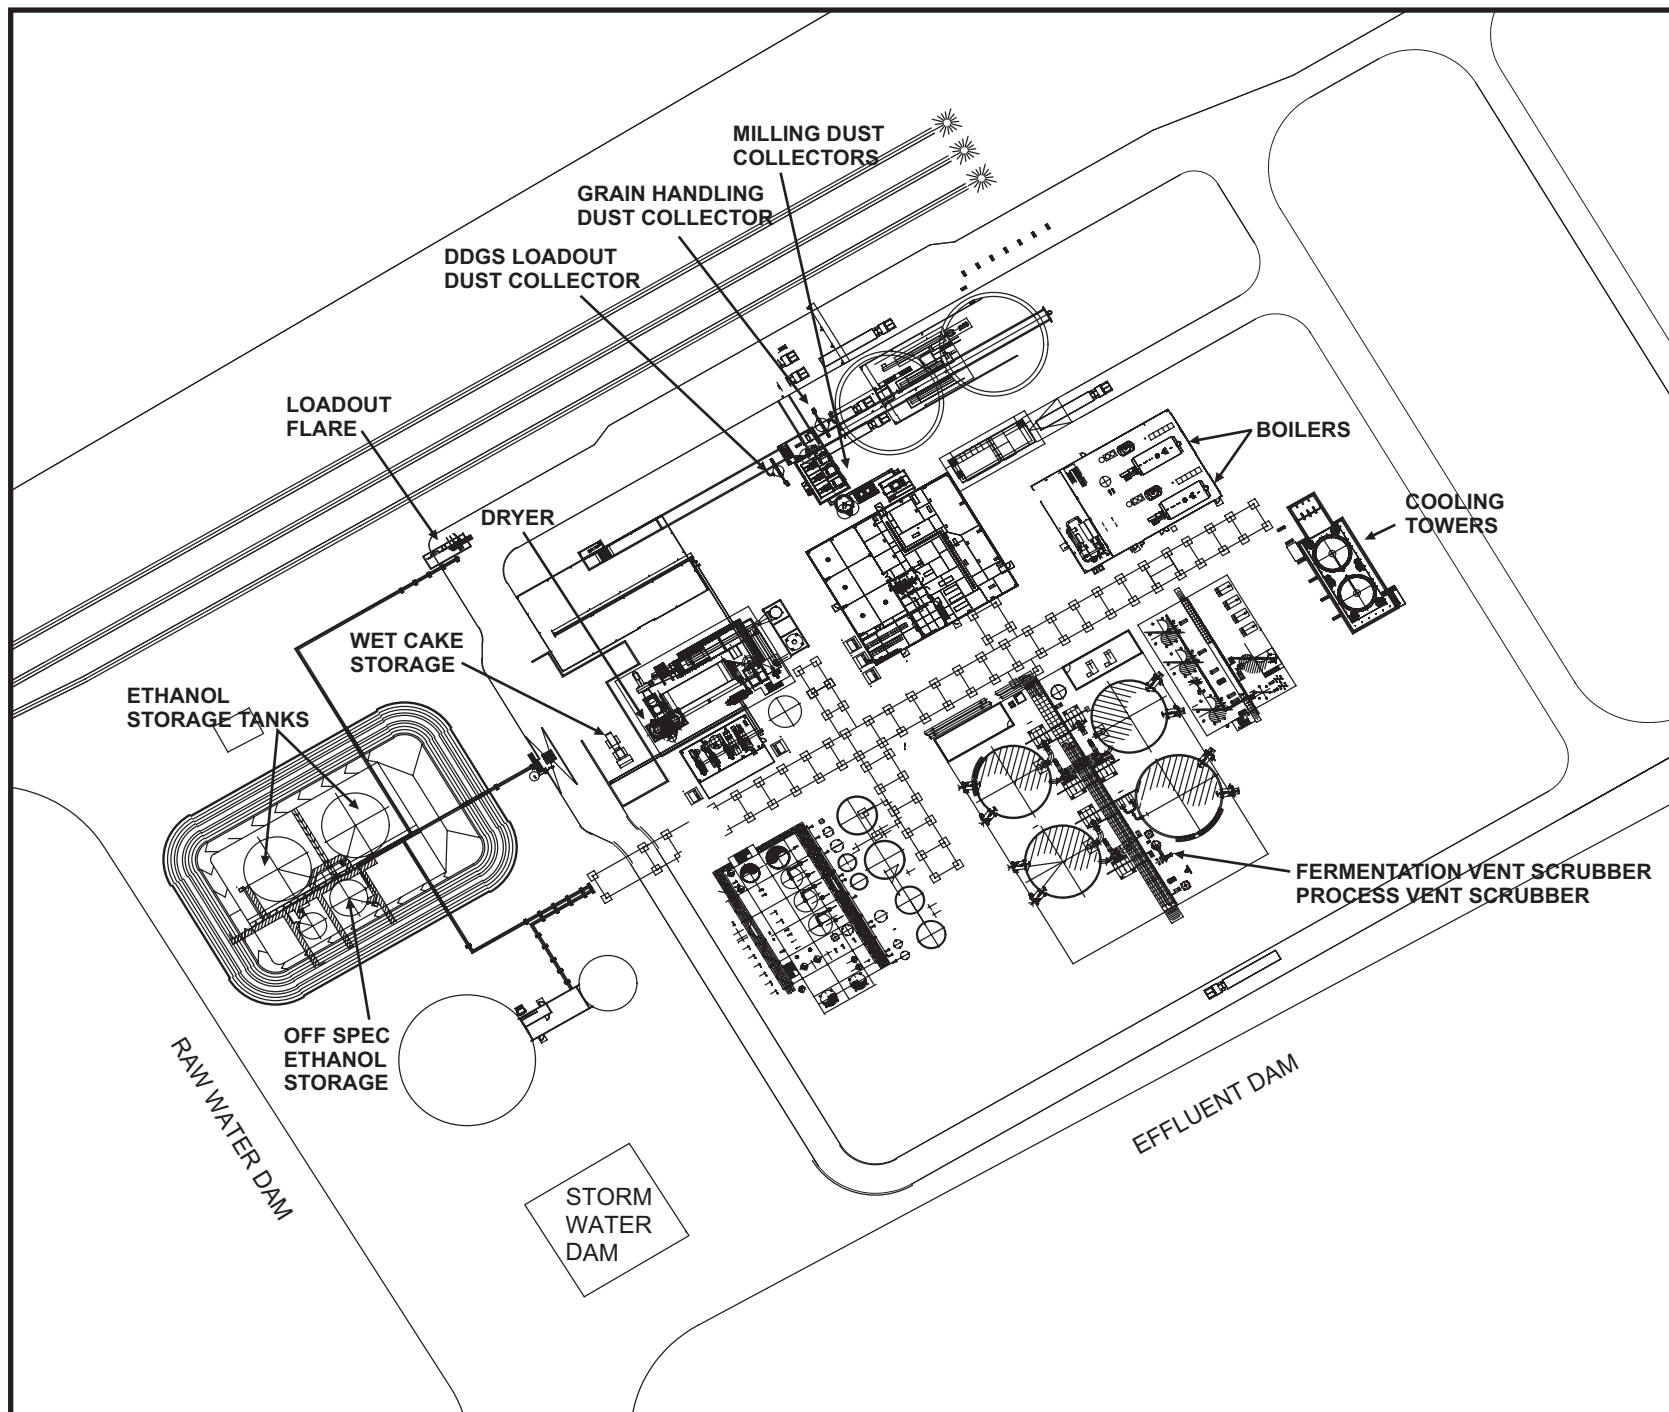 MILLING DUST
COLLECTORS
GRAIN HANDLING
DUST COLLECTOR
DDGS LOADOUT
DUST COLLECTOR
LOADOUT
FLARE
BOILERS
COOLING
TOWERS
DRYER
WET CAKE
STORAGE
ETHANOL
STORAGE TANKS
FERMENTATION VENT SCRUBBER
PROCESS VENT SCRUBBER
OFF SPEC
ETHANOL
STORAGE
RAW WATER DAM
EFFLUENT DAM
STORM
WATER
DAM